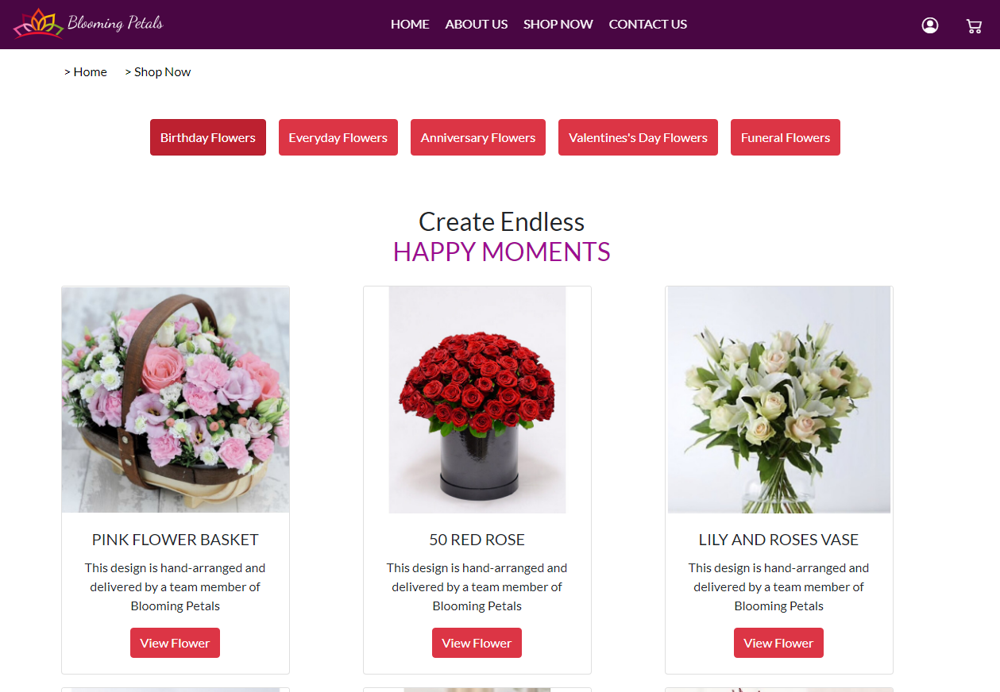 Blooming Petals
HOME ABOUT US SHOP NOW CONTACT US
> Home > Shop Now
Birthday Flowers Everyday Flowers Anniversary Flowers Valentines's Day Flowers Funeral Flowers
Create Endless
HAPPY MOMENTS
PINK FLOWER BASKET
This design is hand-arranged and
delivered by a team member of
Blooming Petals
View Flower
50 RED ROSE
This design is hand-arranged and
delivered by a team member of
Blooming Petals
View Flower
LILY AND ROSES VASE
This design is hand-arranged and
delivered by a team member of
Blooming Petals
View Flower